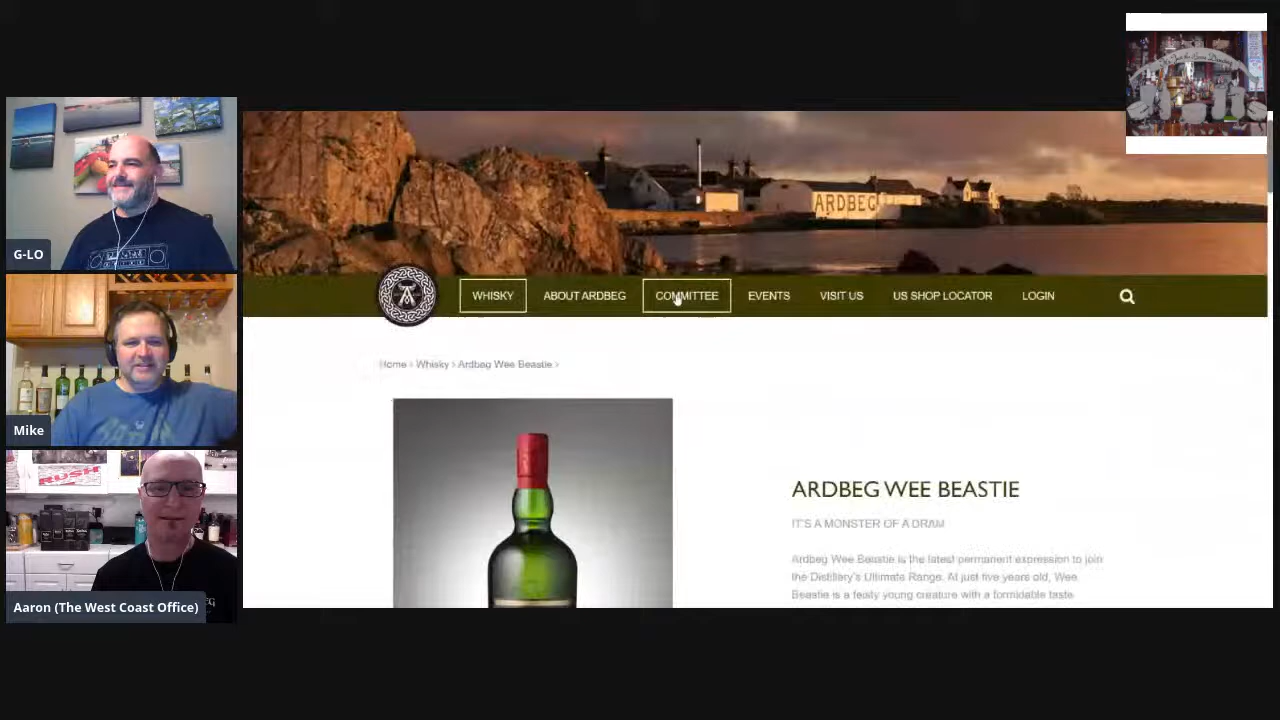 G-LO
Mike
RUSH
Aaron (The West Coast Office)
ARDBEG
WHISKY
ABOUT ARDBEG
COMMITTEE
EVENTS
VISIT US
US SHOP LOCATOR
LOGIN
Home › Whisky › Ardbeg Wee Beastie ›
ARDBEG WEE BEASTIE
IT'S A MONSTER OF A DRAM
Ardbeg Wee Beastie is the latest permanent expression to join
the Distillery's Ultimate Range. At just five years old, Wee
Beastie is a feisty young creature with a formidable taste